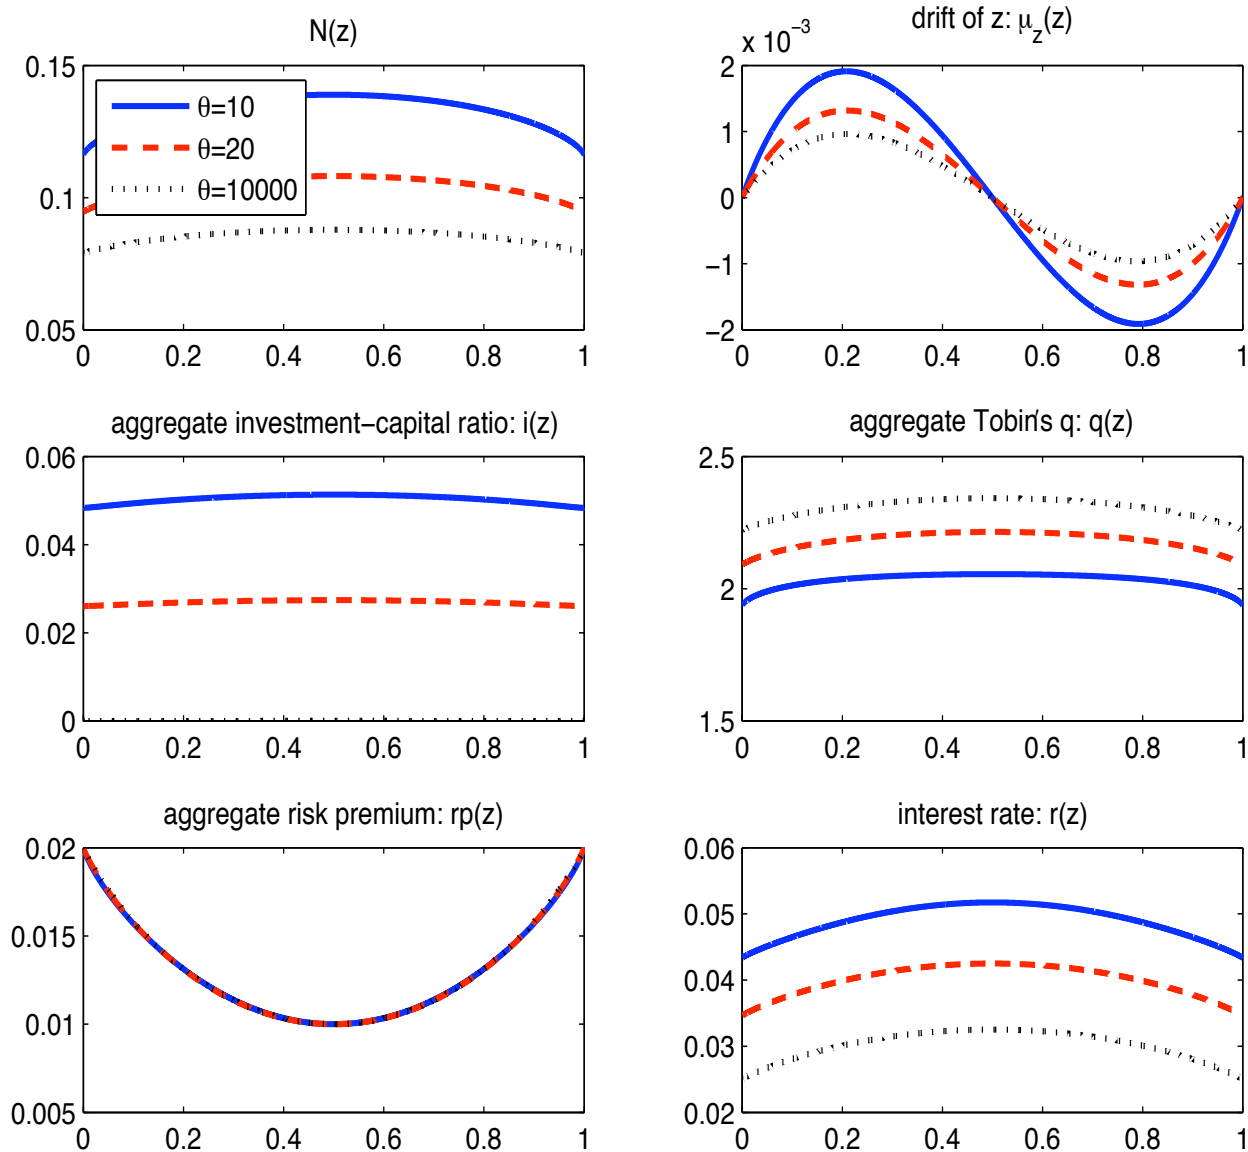 N(z)
0.15
0.1
0.05
0 0.2 0.4 0.6 0.8 1
θ=10
θ=20
θ=10000
drift of z: μ_z(z)
x 10⁻³
2
1
0
−1
−2
0 0.2 0.4 0.6 0.8 1
aggregate investment−capital ratio: i(z)
0.06
0.04
0.02
0
0 0.2 0.4 0.6 0.8 1
aggregate Tobin's q: q(z)
2.5
2
1.5
0 0.2 0.4 0.6 0.8 1
aggregate risk premium: rp(z)
0.02
0.015
0.01
0.005
0 0.2 0.4 0.6 0.8 1
interest rate: r(z)
0.06
0.05
0.04
0.03
0.02
0 0.2 0.4 0.6 0.8 1